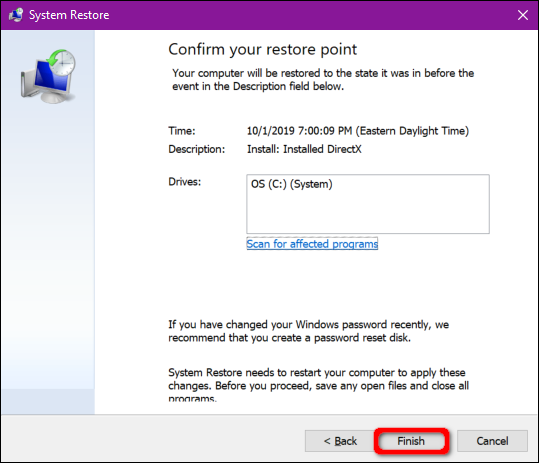 System Restore
Confirm your restore point
Your computer will be restored to the state it was in before the
event in the Description field below.
Time: 10/1/2019 7:00:09 PM (Eastern Daylight Time)
Description: Install: Installed DirectX
Drives: OS (C:) (System)
Scan for affected programs
If you have changed your Windows password recently, we
recommend that you create a password reset disk.
System Restore needs to restart your computer to apply these
changes. Before you proceed, save any open files and close all
programs.
< Back Finish Cancel